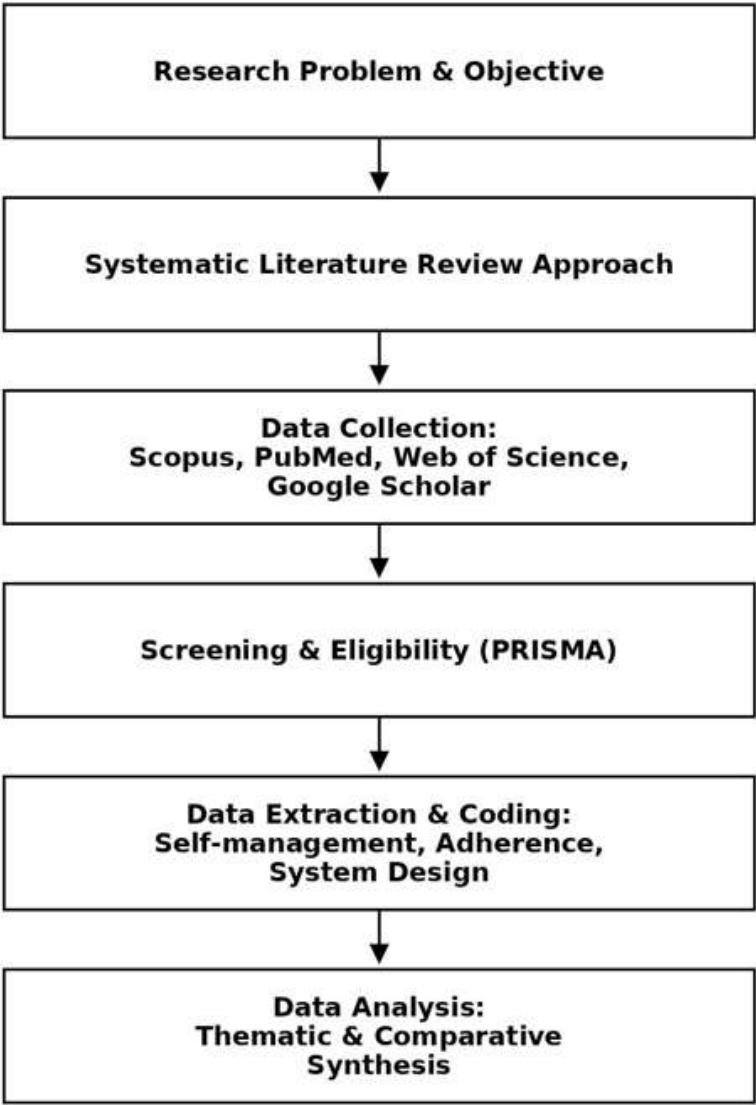 Research Problem & Objective
Systematic Literature Review Approach
Data Collection:
Scopus, PubMed, Web of Science,
Google Scholar
Screening & Eligibility (PRISMA)
Data Extraction & Coding:
Self-management, Adherence,
System Design
Data Analysis:
Thematic & Comparative
Synthesis